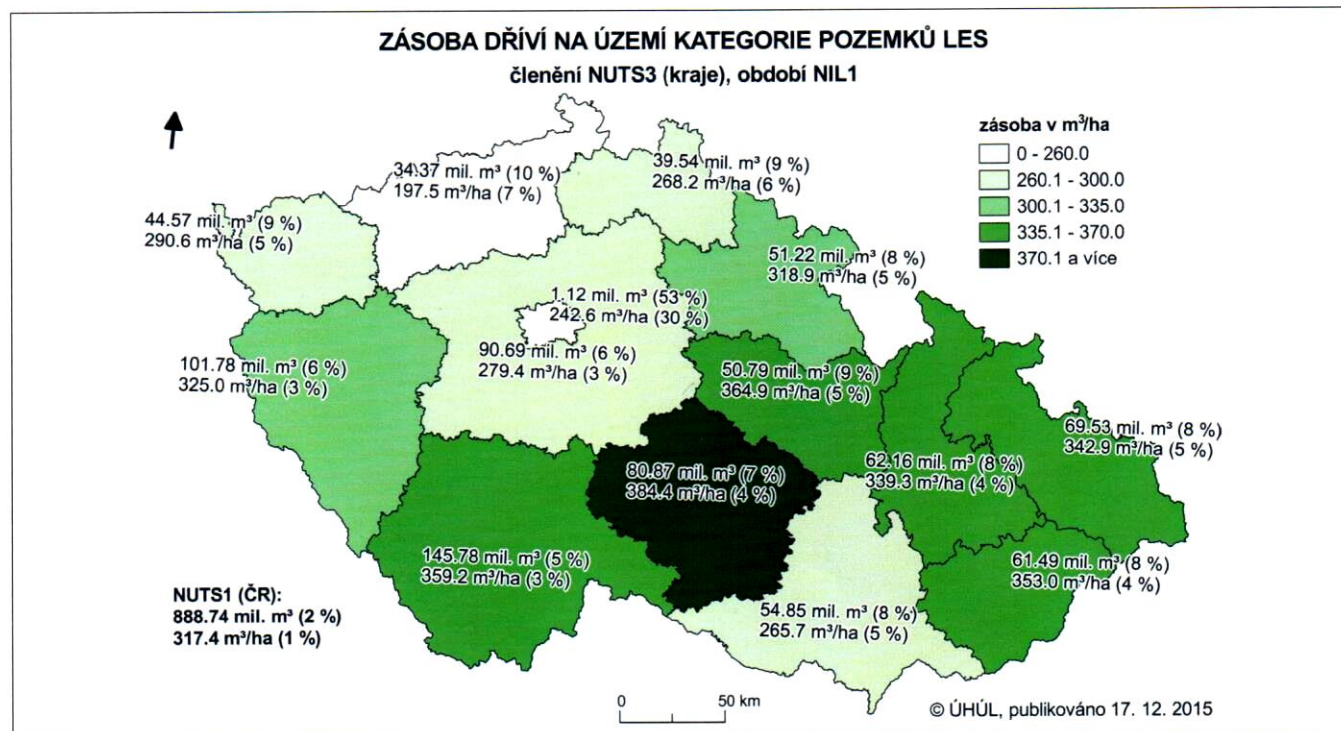 ZÁSOBA DŘÍVÍ NA ÚZEMÍ KATEGORIE POZEMKŮ LES
členění NUTS3 (kraje), období NIL1
zásoba v m³/ha
0 - 260.0
260.1 - 300.0
300.1 - 335.0
335.1 - 370.0
370.1 a více
34.37 mil. m³ (10 %)
197.5 m³/ha (7 %)
39.54 mil. m³ (9 %)
268.2 m³/ha (6 %)
44.57 mil. m³ (9 %)
290.6 m³/ha (5 %)
51.22 mil. m³ (8 %)
318.9 m³/ha (5 %)
1.12 mil. m³ (53 %)
242.6 m³/ha (30 %)
90.69 mil. m³ (6 %)
279.4 m³/ha (3 %)
101.78 mil. m³ (6 %)
325.0 m³/ha (3 %)
50.79 mil. m³ (9 %)
364.9 m³/ha (5 %)
69.53 mil. m³ (8 %)
342.9 m³/ha (5 %)
62.16 mil. m³ (8 %)
339.3 m³/ha (4 %)
80.87 mil. m³ (7 %)
384.4 m³/ha (4 %)
145.78 mil. m³ (5 %)
359.2 m³/ha (3 %)
61.49 mil. m³ (8 %)
353.0 m³/ha (4 %)
54.85 mil. m³ (8 %)
265.7 m³/ha (5 %)
NUTS1 (ČR):
888.74 mil. m³ (2 %)
317.4 m³/ha (1 %)
0 50 km
© ÚHÚL, publikováno 17. 12. 2015